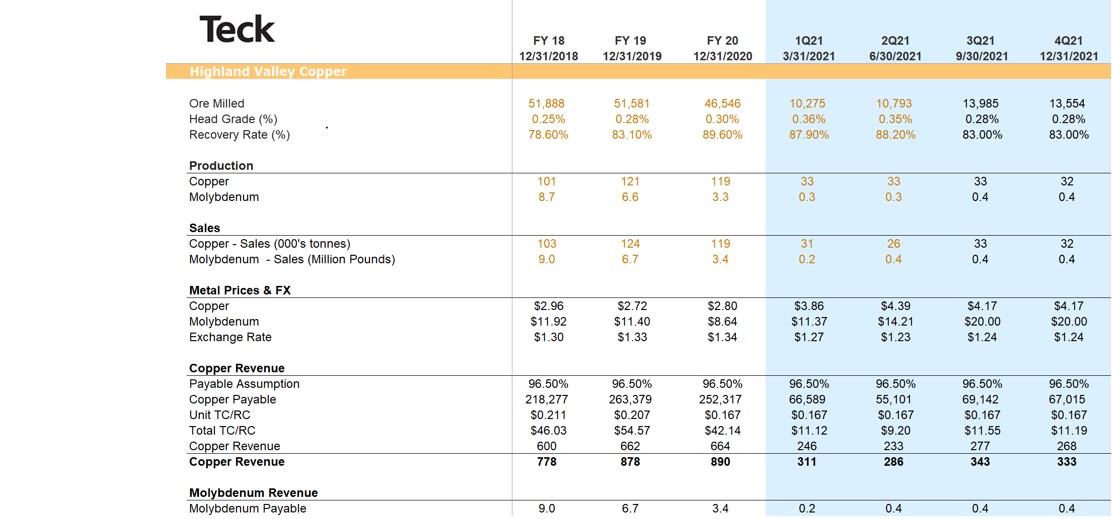 Teck
FY 18 FY 19 FY 20 1Q21 2Q21 3Q21 4Q21
12/31/2018 12/31/2019 12/31/2020 3/31/2021 6/30/2021 9/30/2021 12/31/2021
Highland Valley Copper
Ore Milled 51,888 51,581 46,546 10,275 10,793 13,985 13,554
Head Grade (%) 0.25% 0.28% 0.30% 0.36% 0.35% 0.28% 0.28%
Recovery Rate (%) 78.60% 83.10% 89.60% 87.90% 88.20% 83.00% 83.00%
Production
Copper 101 121 119 33 33 33 32
Molybdenum 8.7 6.6 3.3 0.3 0.3 0.4 0.4
Sales
Copper - Sales (000's tonnes) 103 124 119 31 26 33 32
Molybdenum - Sales (Million Pounds) 9.0 6.7 3.4 0.2 0.4 0.4 0.4
Metal Prices & FX
Copper $2.96 $2.72 $2.80 $3.86 $4.39 $4.17 $4.17
Molybdenum $11.92 $11.40 $8.64 $11.37 $14.21 $20.00 $20.00
Exchange Rate $1.30 $1.33 $1.34 $1.27 $1.23 $1.24 $1.24
Copper Revenue
Payable Assumption 96.50% 96.50% 96.50% 96.50% 96.50% 96.50% 96.50%
Copper Payable 218,277 263,379 252,317 66,589 55,101 69,142 67,015
Unit TC/RC $0.211 $0.207 $0.167 $0.167 $0.167 $0.167 $0.167
Total TC/RC $46.03 $54.57 $42.14 $11.12 $9.20 $11.55 $11.19
Copper Revenue 600 662 664 246 233 277 268
Copper Revenue 778 878 890 311 286 343 333
Molybdenum Revenue
Molybdenum Payable 9.0 6.7 3.4 0.2 0.4 0.4 0.4